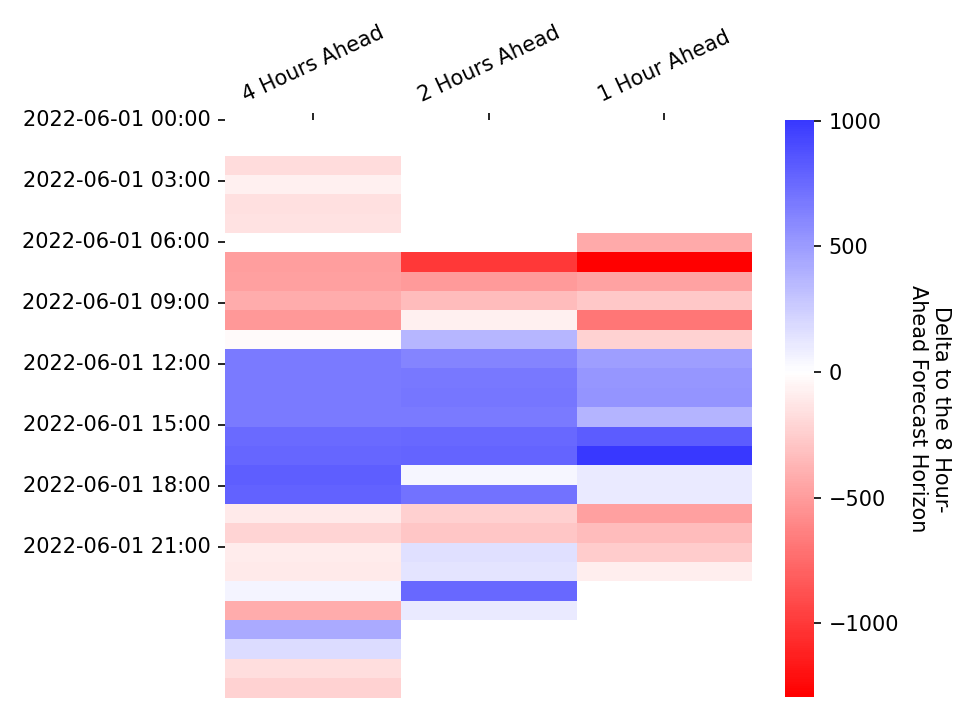 4 Hours Ahead
2 Hours Ahead
1 Hour Ahead
2022-06-01 00:00
2022-06-01 03:00
2022-06-01 06:00
2022-06-01 09:00
2022-06-01 12:00
2022-06-01 15:00
2022-06-01 18:00
2022-06-01 21:00
1000
500
0
−500
−1000
Delta to the 8 Hour-
Ahead Forecast Horizon